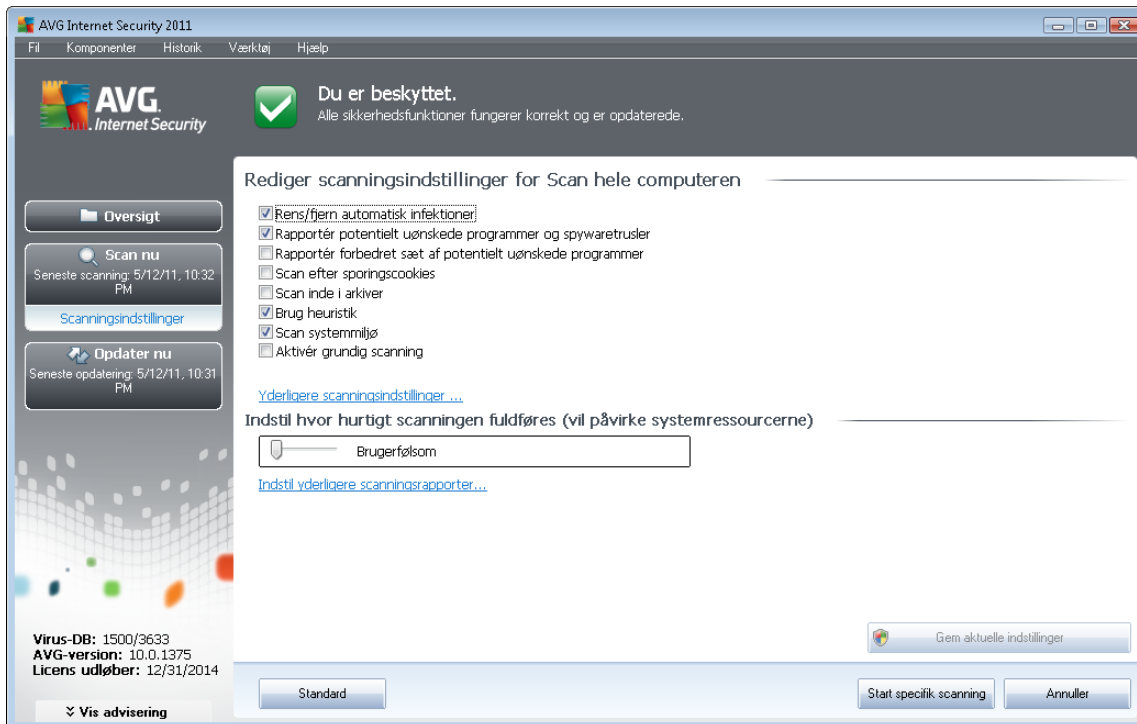 AVG Internet Security 2011
Fil Komponenter Historik Værktøj Hjælp
AVG.
Internet Security
Du er beskyttet.
Alle sikkerhedsfunktioner fungerer korrekt og er opdaterede.
Oversigt
Scan nu
Seneste scanning: 5/12/11, 10:32
PM
Scanningsindstillinger
Opdater nu
Seneste opdatering: 5/12/11, 10:31
PM
Rediger scanningsindstillinger for Scan hele computeren
Rens/fjern automatisk infektioner
Rapportér potentielt uønskede programmer og spywaretrusler
Rapportér forbedret sæt af potentielt uønskede programmer
Scan efter sporingscookies
Scan inde i arkiver
Brug heuristik
Scan systemmiljø
Aktivér grundig scanning
Yderligere scanningsindstillinger ...
Indstil hvor hurtigt scanningen fuldføres (vil påvirke systemressourcerne)
Brugerfølsom
Indstil yderligere scanningsrapporter...
Gem aktuelle indstillinger
Virus-DB: 1500/3633
AVG-version: 10.0.1375
Licens udløber: 12/31/2014
Vis advisering
Standard
Start specifik scanning
Annuller